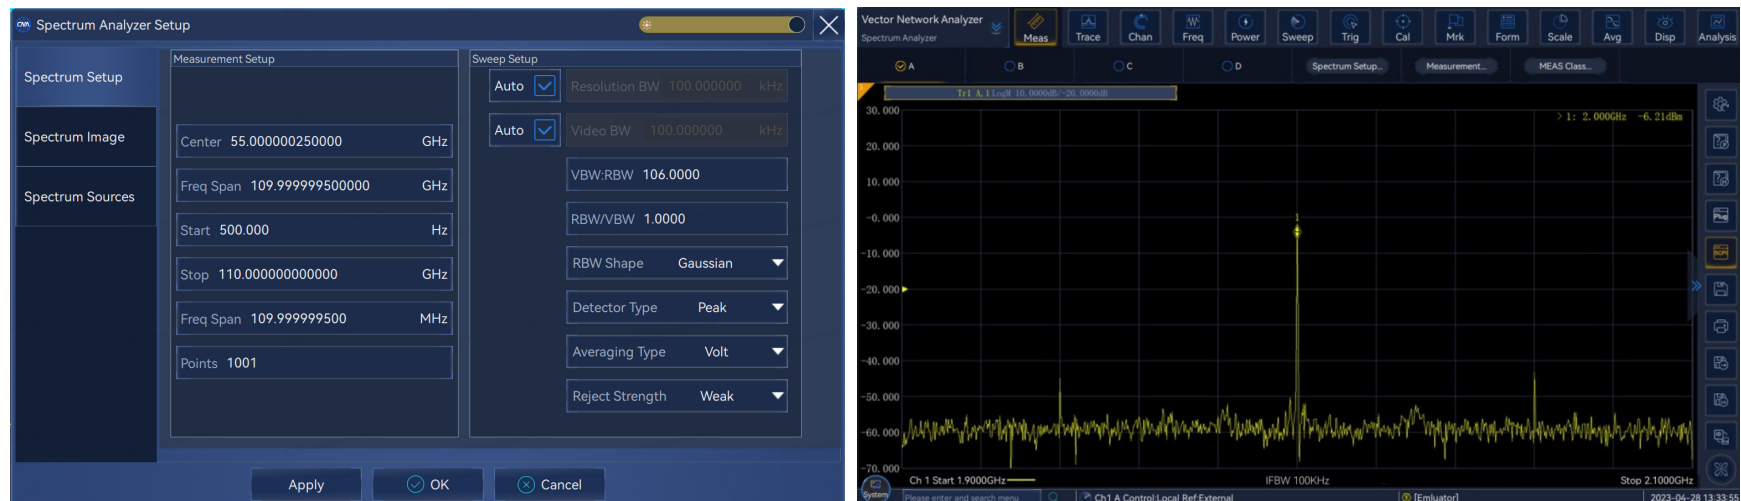 CNA Spectrum Analyzer Setup
Spectrum Setup
Spectrum Image
Spectrum Sources
Measurement Setup
Center 55.000000250000 GHz
Freq Span 109.999999500000 GHz
Start 500.000 Hz
Stop 110.000000000000 GHz
Freq Span 109.999999500 MHz
Points 1001
Sweep Setup
Auto Resolution BW 100.000000 kHz
Auto Video BW 100.000000 kHz
VBW:RBW 106.0000
RBW/VBW 1.0000
RBW Shape Gaussian
Detector Type Peak
Averaging Type Volt
Reject Strength Weak
Apply OK Cancel
Vector Network Analyzer
Spectrum Analyzer
Meas Trace Chan Freq Power Sweep Trig Cal Mrk Form Scale Avg Disp Analysis
A B C D Spectrum Setup... Measurement... MEAS Class...
Tr1 A,1 LogM 10.0000dB/-20.0000dB
> 1: 2.000GHz -6.21dBm
30.000
20.000
10.000
-0.000
1
-10.000
-20.000
-30.000
-40.000
-50.000
-60.000
-70.000
Plug
SCPI
Ch 1 Start 1.9000GHz IFBW 100KHz Stop 2.1000GHz
System Please enter and search menu Ch1 A Control:Local Ref:External [Emluator] 2023-04-28 13:33:55